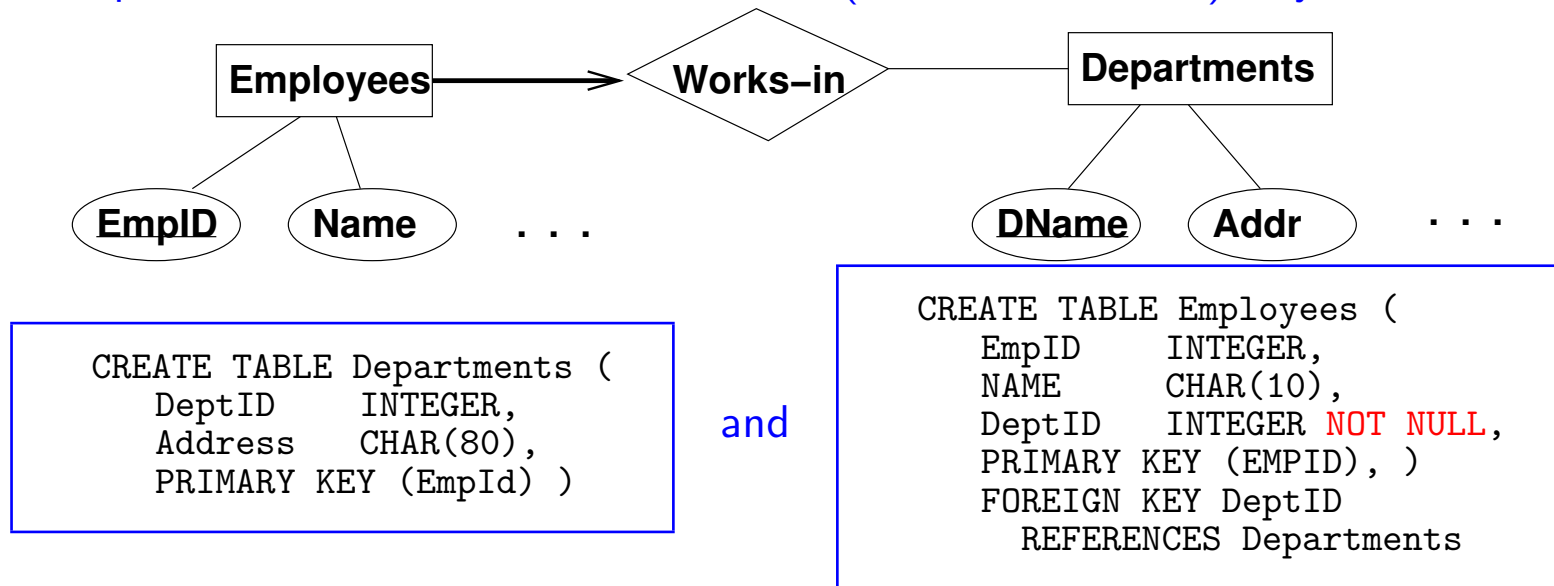 Employees
Works–in
Departments
EmpID
Name
. . .
DName
Addr
. . .
CREATE TABLE Departments (
DeptID INTEGER,
Address CHAR(80),
PRIMARY KEY (EmpId) )
and
CREATE TABLE Employees (
EmpID INTEGER,
NAME CHAR(10),
DeptID INTEGER NOT NULL,
PRIMARY KEY (EMPID), )
FOREIGN KEY DeptID
REFERENCES Departments